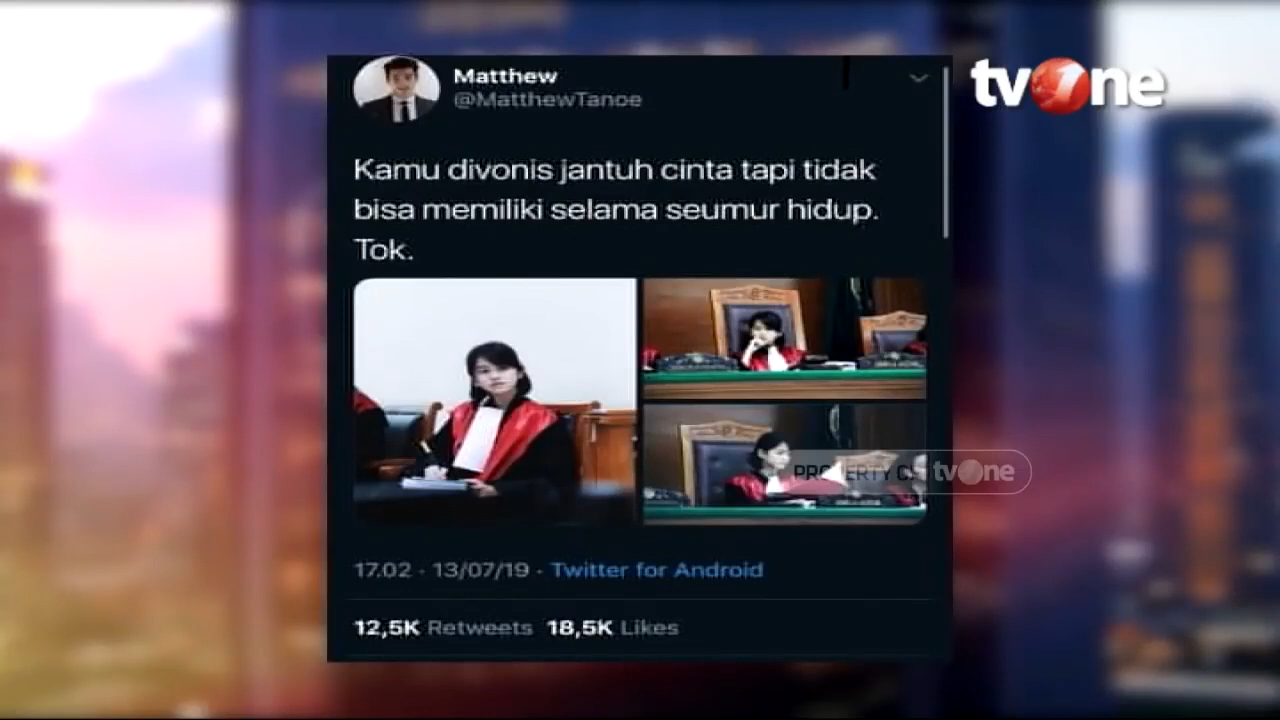 tvOne
Matthew
@MatthewTanoe
Kamu divonis jantuh cinta tapi tidak
bisa memiliki selama seumur hidup.
Tok.
PROPERTY OF tvOne
17.02 · 13/07/19 · Twitter for Android
12,5K Retweets 18,5K Likes